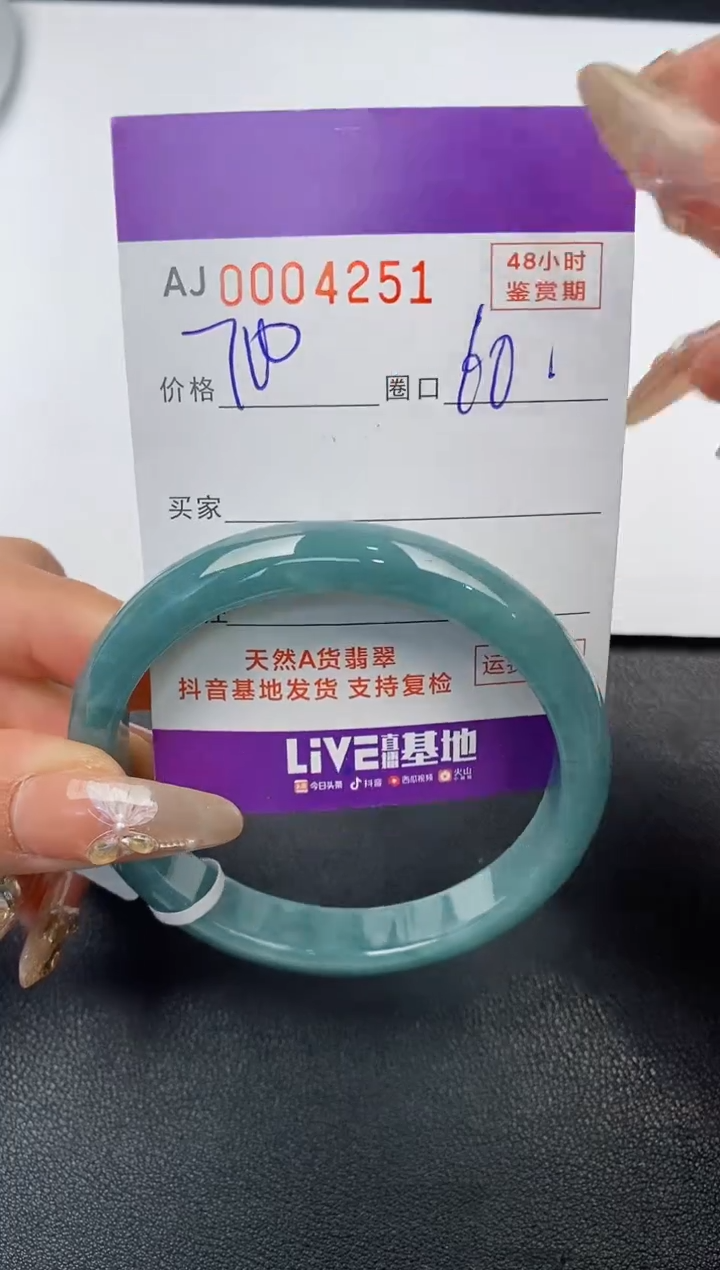 AJ 0004251
48小时
鉴赏期
价格 700 圈口 60.
买家
天然A货翡翠
抖音基地发货 支持复检
运
LiVE直播基地
今日头条 抖音 西瓜视频 火山